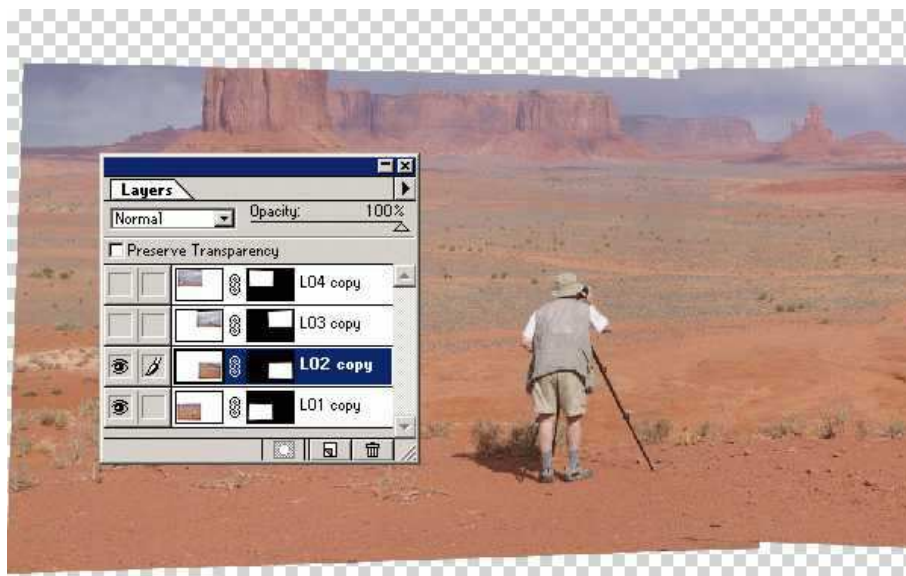 Layers
Normal Opacity: 100%
Preserve Transparency
L04 copy
L03 copy
L02 copy
L01 copy